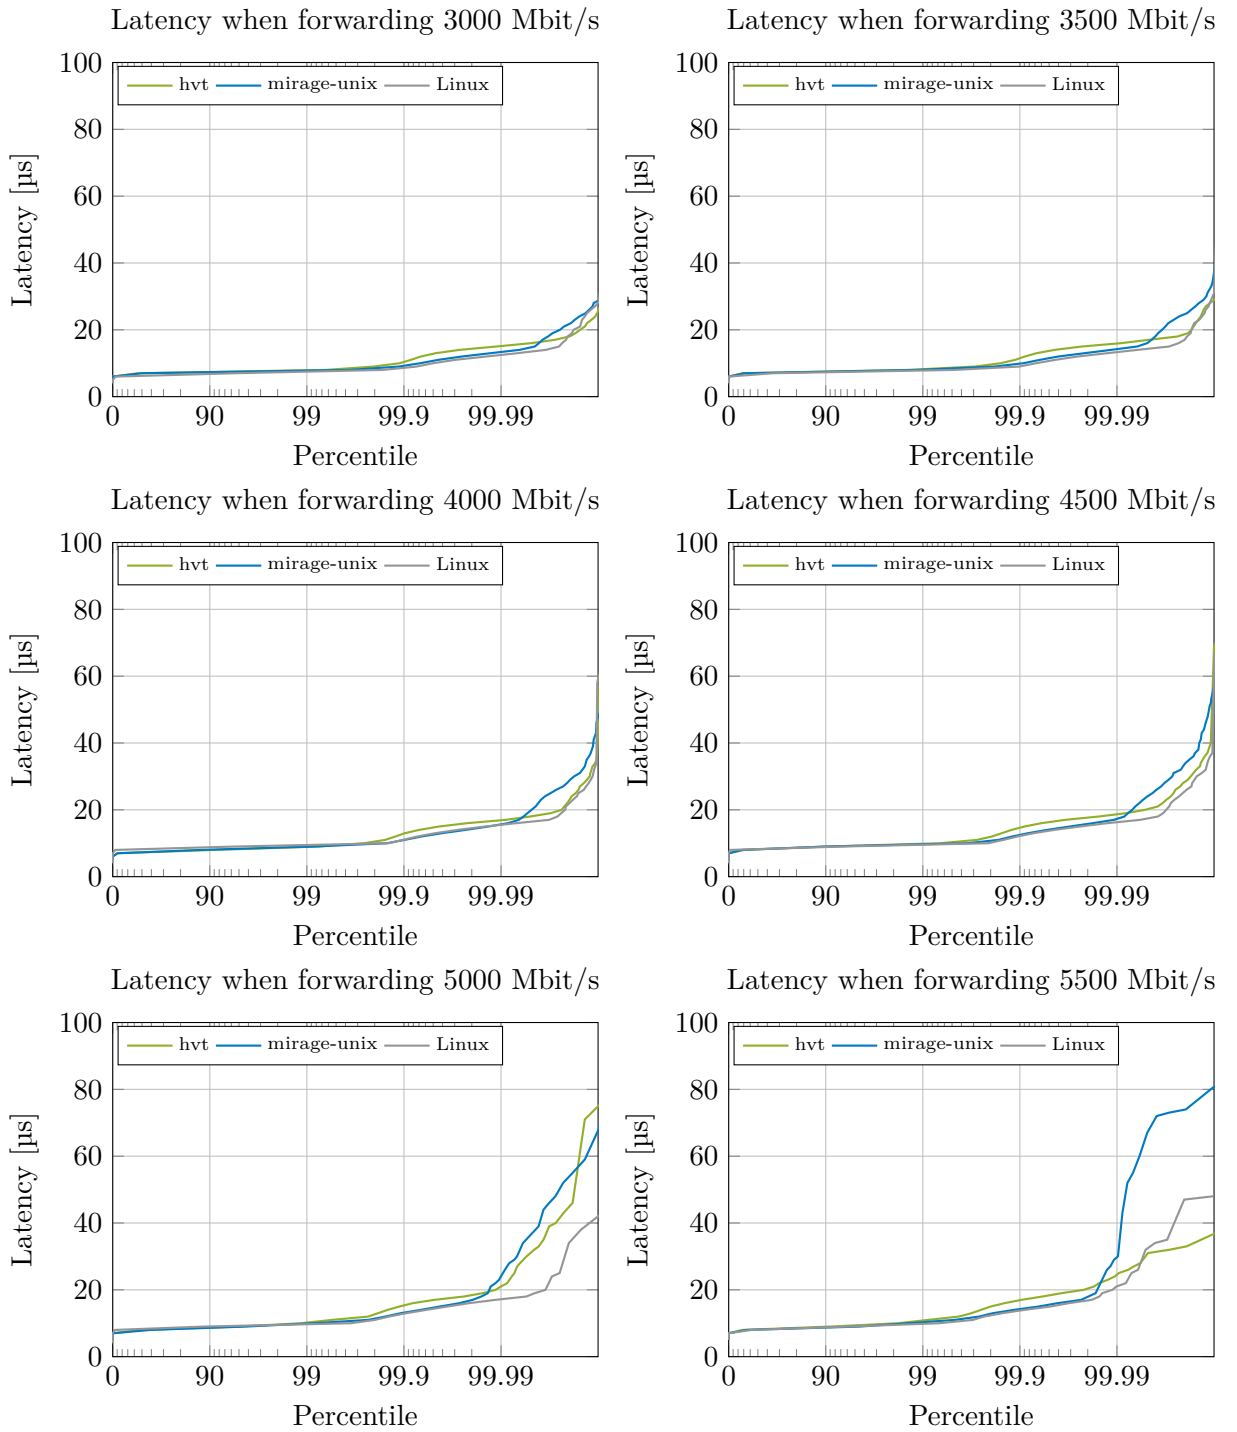 Latency when forwarding 3000 Mbit/s
100
80
60
40
20
0
Latency [µs]
hvt mirage-unix Linux
0 90 99 99.9 99.99
Percentile
Latency when forwarding 3500 Mbit/s
100
80
60
40
20
0
Latency [µs]
hvt mirage-unix Linux
0 90 99 99.9 99.99
Percentile
Latency when forwarding 4000 Mbit/s
100
80
60
40
20
0
Latency [µs]
hvt mirage-unix Linux
0 90 99 99.9 99.99
Percentile
Latency when forwarding 4500 Mbit/s
100
80
60
40
20
0
Latency [µs]
hvt mirage-unix Linux
0 90 99 99.9 99.99
Percentile
Latency when forwarding 5000 Mbit/s
100
80
60
40
20
0
Latency [µs]
hvt mirage-unix Linux
0 90 99 99.9 99.99
Percentile
Latency when forwarding 5500 Mbit/s
100
80
60
40
20
0
Latency [µs]
hvt mirage-unix Linux
0 90 99 99.9 99.99
Percentile